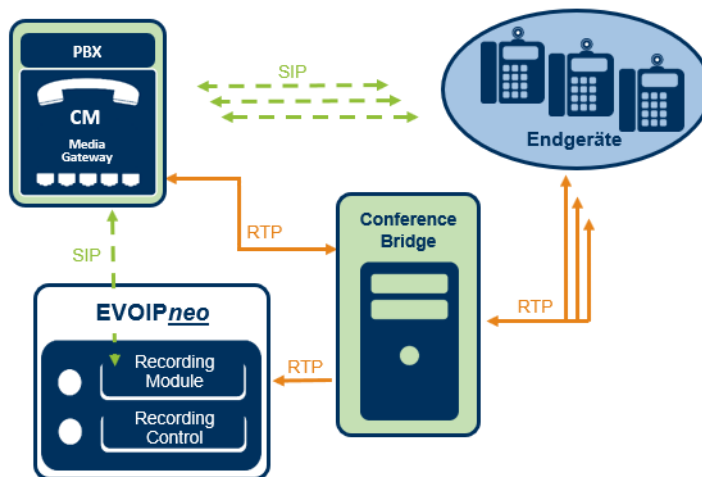 PBX
CM
Media
Gateway
SIP
Endgeräte
RTP
SIP
Conference
Bridge
RTP
EVOIPneo
Recording
Module
Recording
Control
RTP